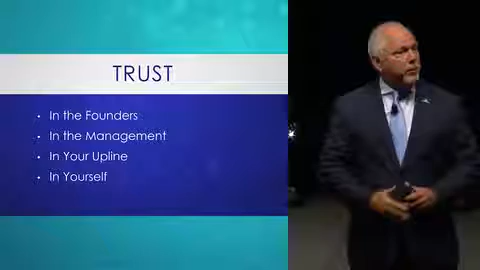 TRUST
In the Founders
In the Management
In Your Upline
In Yourself